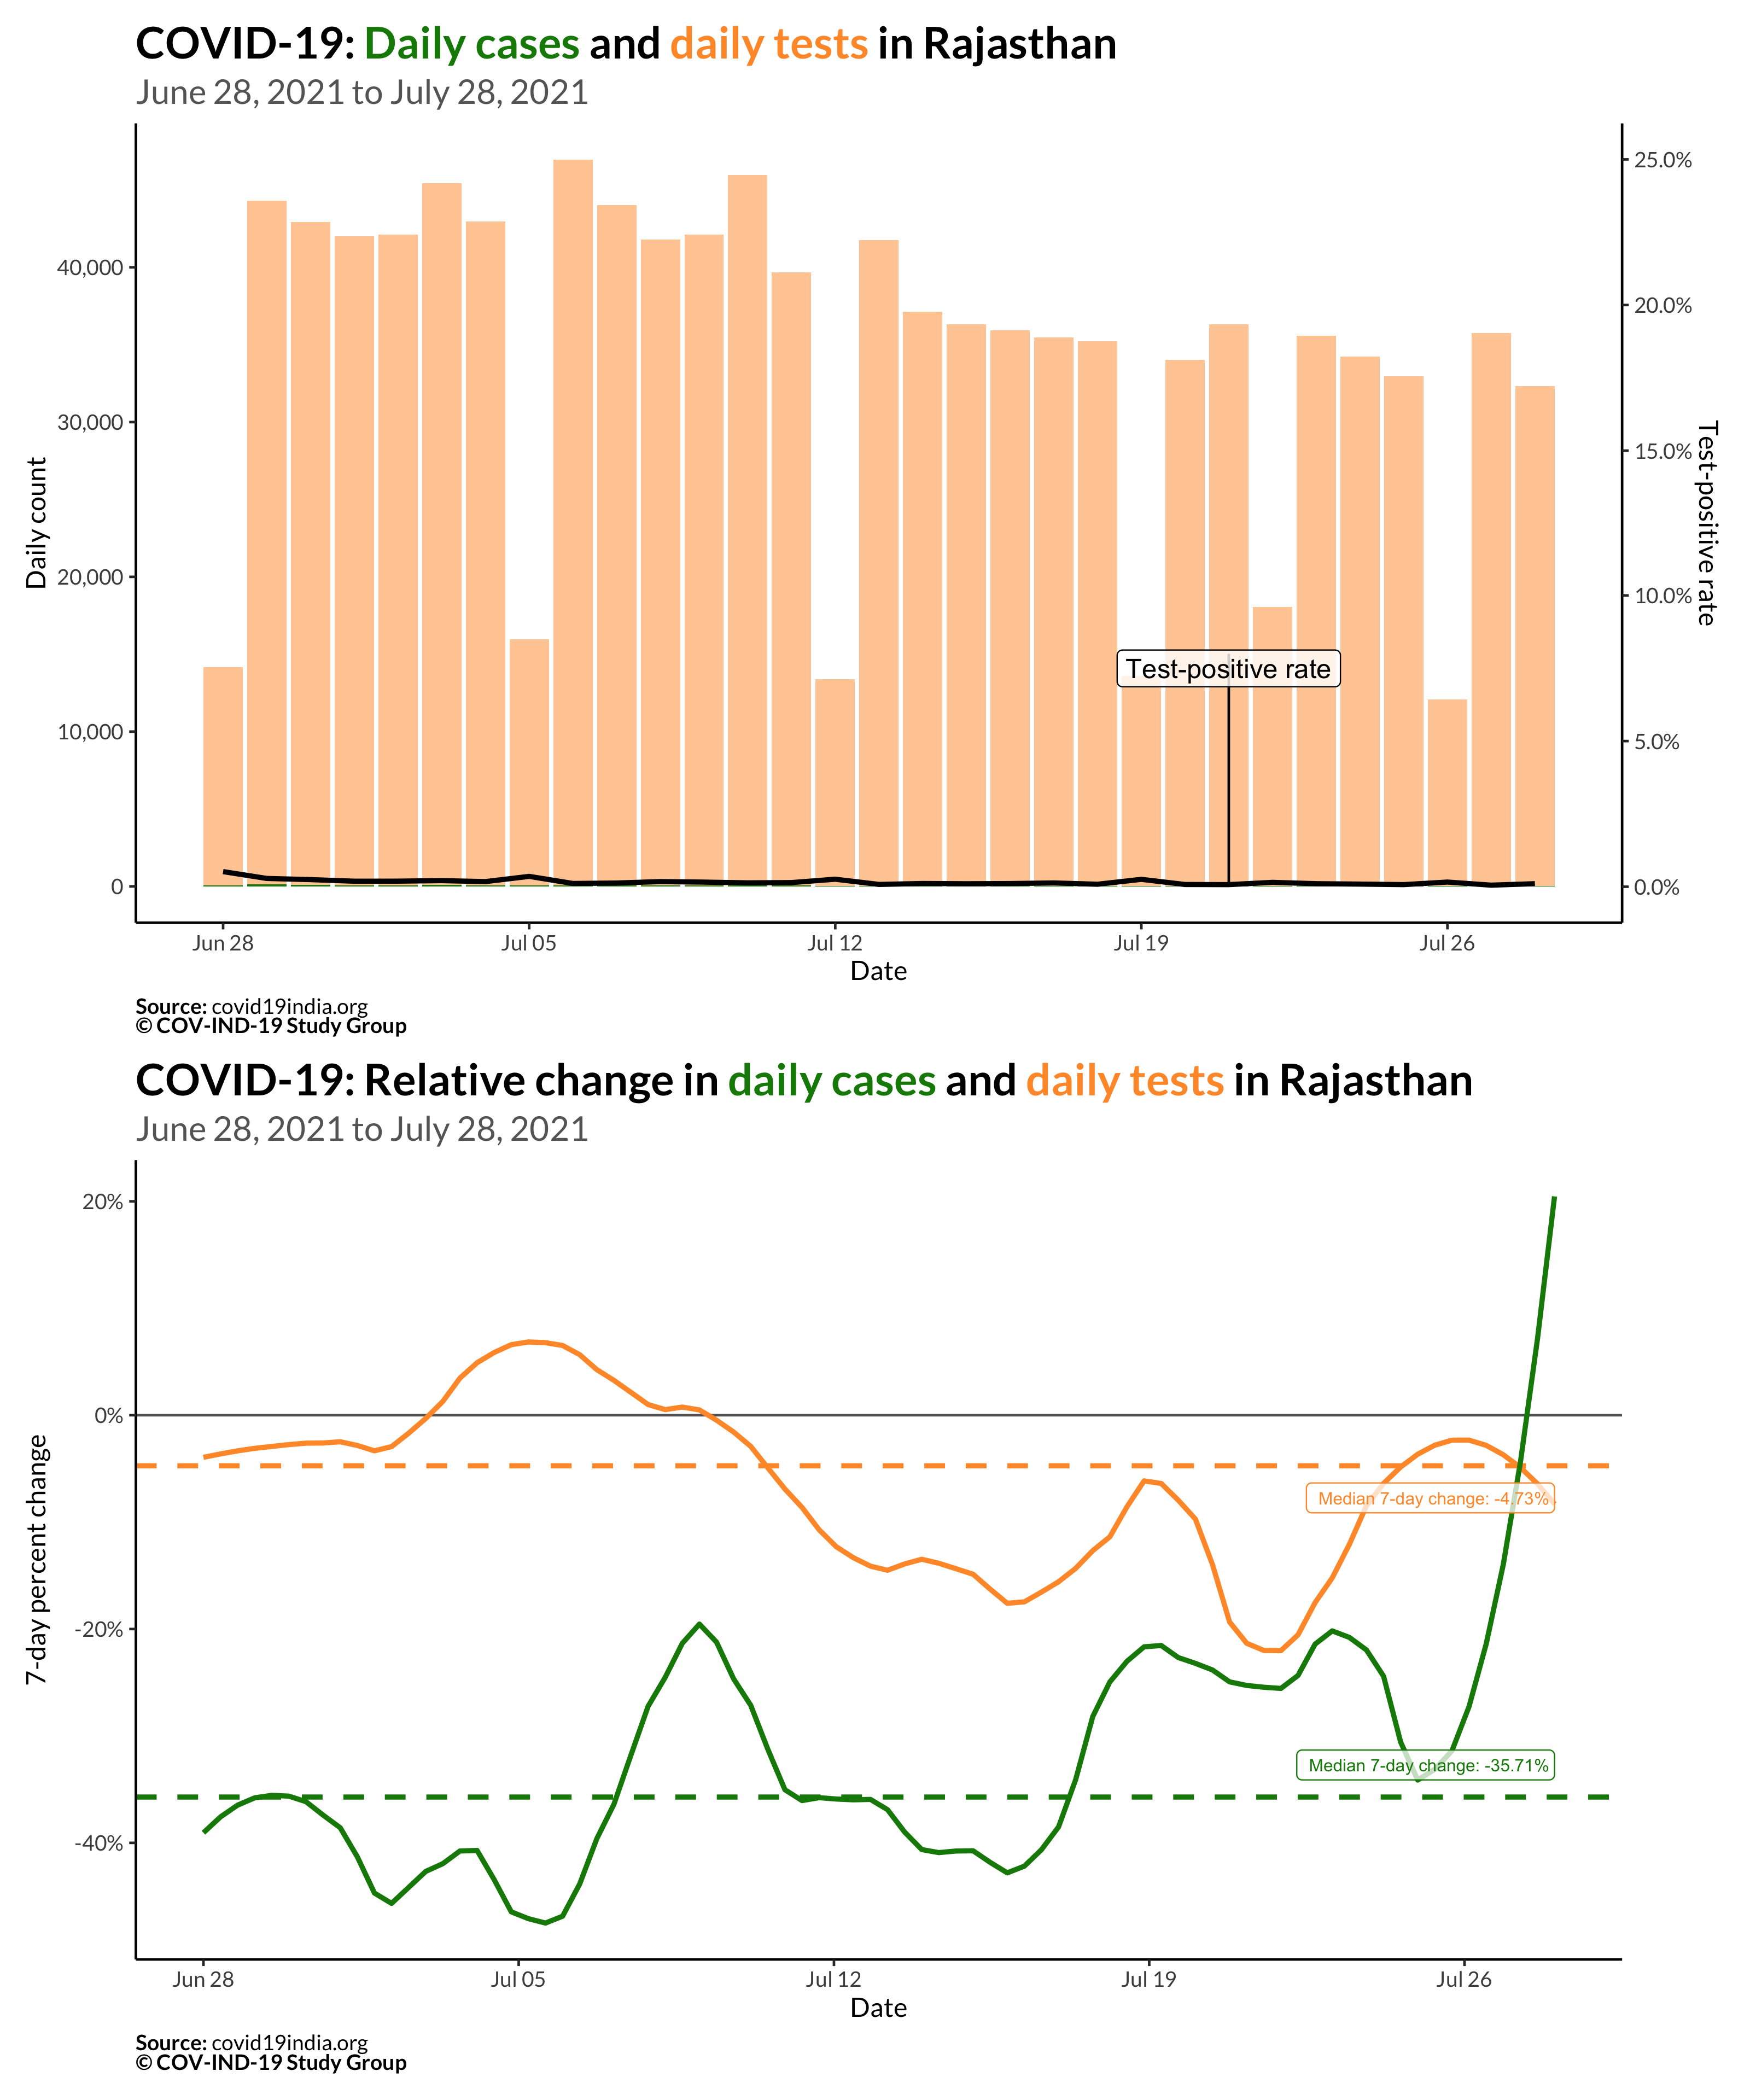 COVID-19: Daily cases and daily tests in Rajasthan
June 28, 2021 to July 28, 2021
Daily count
40,000
30,000
20,000
10,000
0
25.0%
20.0%
15.0%
10.0%
5.0%
0.0%
Test-positive rate
Test-positive rate
Jun 28
Jul 05
Jul 12
Jul 19
Jul 26
Date
Source: covid19india.org
© COV-IND-19 Study Group
COVID-19: Relative change in daily cases and daily tests in Rajasthan
June 28, 2021 to July 28, 2021
7-day percent change
20%
0%
-20%
-40%
Median 7-day change: -4.73%
Median 7-day change: -35.71%
Jun 28
Jul 05
Jul 12
Jul 19
Jul 26
Date
Source: covid19india.org
© COV-IND-19 Study Group